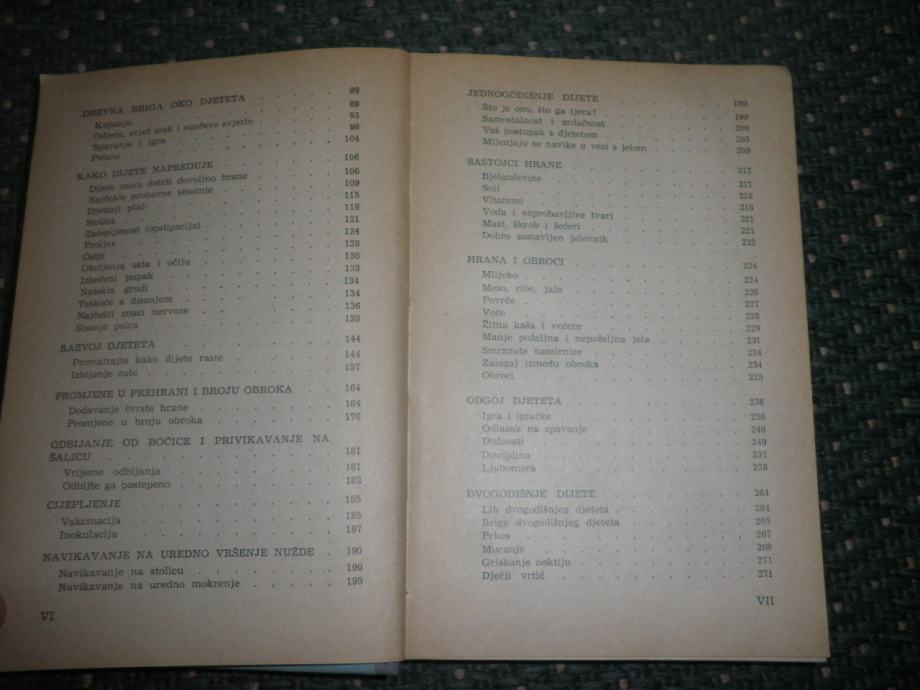 DNEVNA BRIGA OKO DJETETA . . . . . . 89
Kupanje . . . . . . 89
Odjeća, svjež zrak i sunčevo svjetlo . . . . 93
Spavanje i igra . . . . . . 98
Pelene . . . . . . 104
KAKO DIJETE NAPREDUJE . . . . . . 106
Dijete mora dobiti dovoljno hrane . . . . 106
Najčešće probavne smetnje . . . . . . 109
Djetinji plač . . . . . . 115
Stolica . . . . . . 118
Začepljenost (opstipacija) . . . . . . 121
Proljev . . . . . . 124
Osipi . . . . . . 128
Oboljenja usta i očiju . . . . . . 130
Izbočeni pupak . . . . . . 133
Natekle grudi . . . . . . 134
Teškoće s disanjem . . . . . . 134
Najčešći znaci nervoze . . . . . . 136
Sisanje palca . . . . . . 138
RAZVOJ DJETETA . . . . . . 144
Promatrajte kako dijete raste . . . . . . 144
Izbijanje zubi . . . . . . 157
PROMJENE U PREHRANI I BROJU OBROKA . . . 164
Dodavanje čvrste hrane . . . . . . 164
Promjene u broju obroka . . . . . . 176
ODBIJANJE OD BOČICE I PRIVIKAVANJE NA
ŠALICU . . . . . . 181
Vrijeme odbijanja . . . . . . 181
Odbijte ga postepeno . . . . . . 182
CIJEPLJENJE . . . . . . 185
Vakcinacija . . . . . . 185
Inokulacija . . . . . . 187
NAVIKAVANJE NA UREDNO VRŠENJE NUŽDE . . 190
Navikavanje na stolicu . . . . . . 190
Navikavanje na uredno mokrenje . . . . . . 195
VI
JEDNOGODIŠNJE DIJETE . . . . . . 199
Što je ono, što ga tjera? . . . . . . 199
Samostalnost i srdačnost . . . . . . 200
Vaš postupak s djetetom . . . . . . 203
Mijenjaju se navike u vezi s jelom . . . . 209
SASTOJCI HRANE . . . . . . 217
Bjelančevine . . . . . . 217
Soli . . . . . . 218
Vitamini . . . . . . 218
Voda i neprobavljive tvari . . . . . . 221
Mast, škrob i šećeri . . . . . . 221
Dobro sastavljen jelovnik . . . . . . 222
HRANA I OBROCI . . . . . . 224
Mlijeko . . . . . . 224
Meso, ribe, jaja . . . . . . 226
Povrće . . . . . . 227
Voće . . . . . . 228
Žitna kaša i večere . . . . . . 229
Manje poželjna i nepoželjna jela . . . . 231
Smrznute namirnize . . . . . . 234
Zalogaj između obroka . . . . . . 234
Obroci . . . . . . 235
ODGOJ DJETETA . . . . . . 236
Igra i igračke . . . . . . 236
Odlazak na spavanje . . . . . . 246
Dužnosti . . . . . . 249
Disciplina . . . . . . 252
Ljubomora . . . . . . 258
DVOGODIŠNJE DIJETE . . . . . . 264
Lik dvogodišnjeg djeteta . . . . . . 264
Brige dvogodišnjeg djeteta . . . . . . 265
Prkos . . . . . . 267
Mucanje . . . . . . 268
Griskanje noktiju . . . . . . 271
Dječji vrtić . . . . . . 271
VII